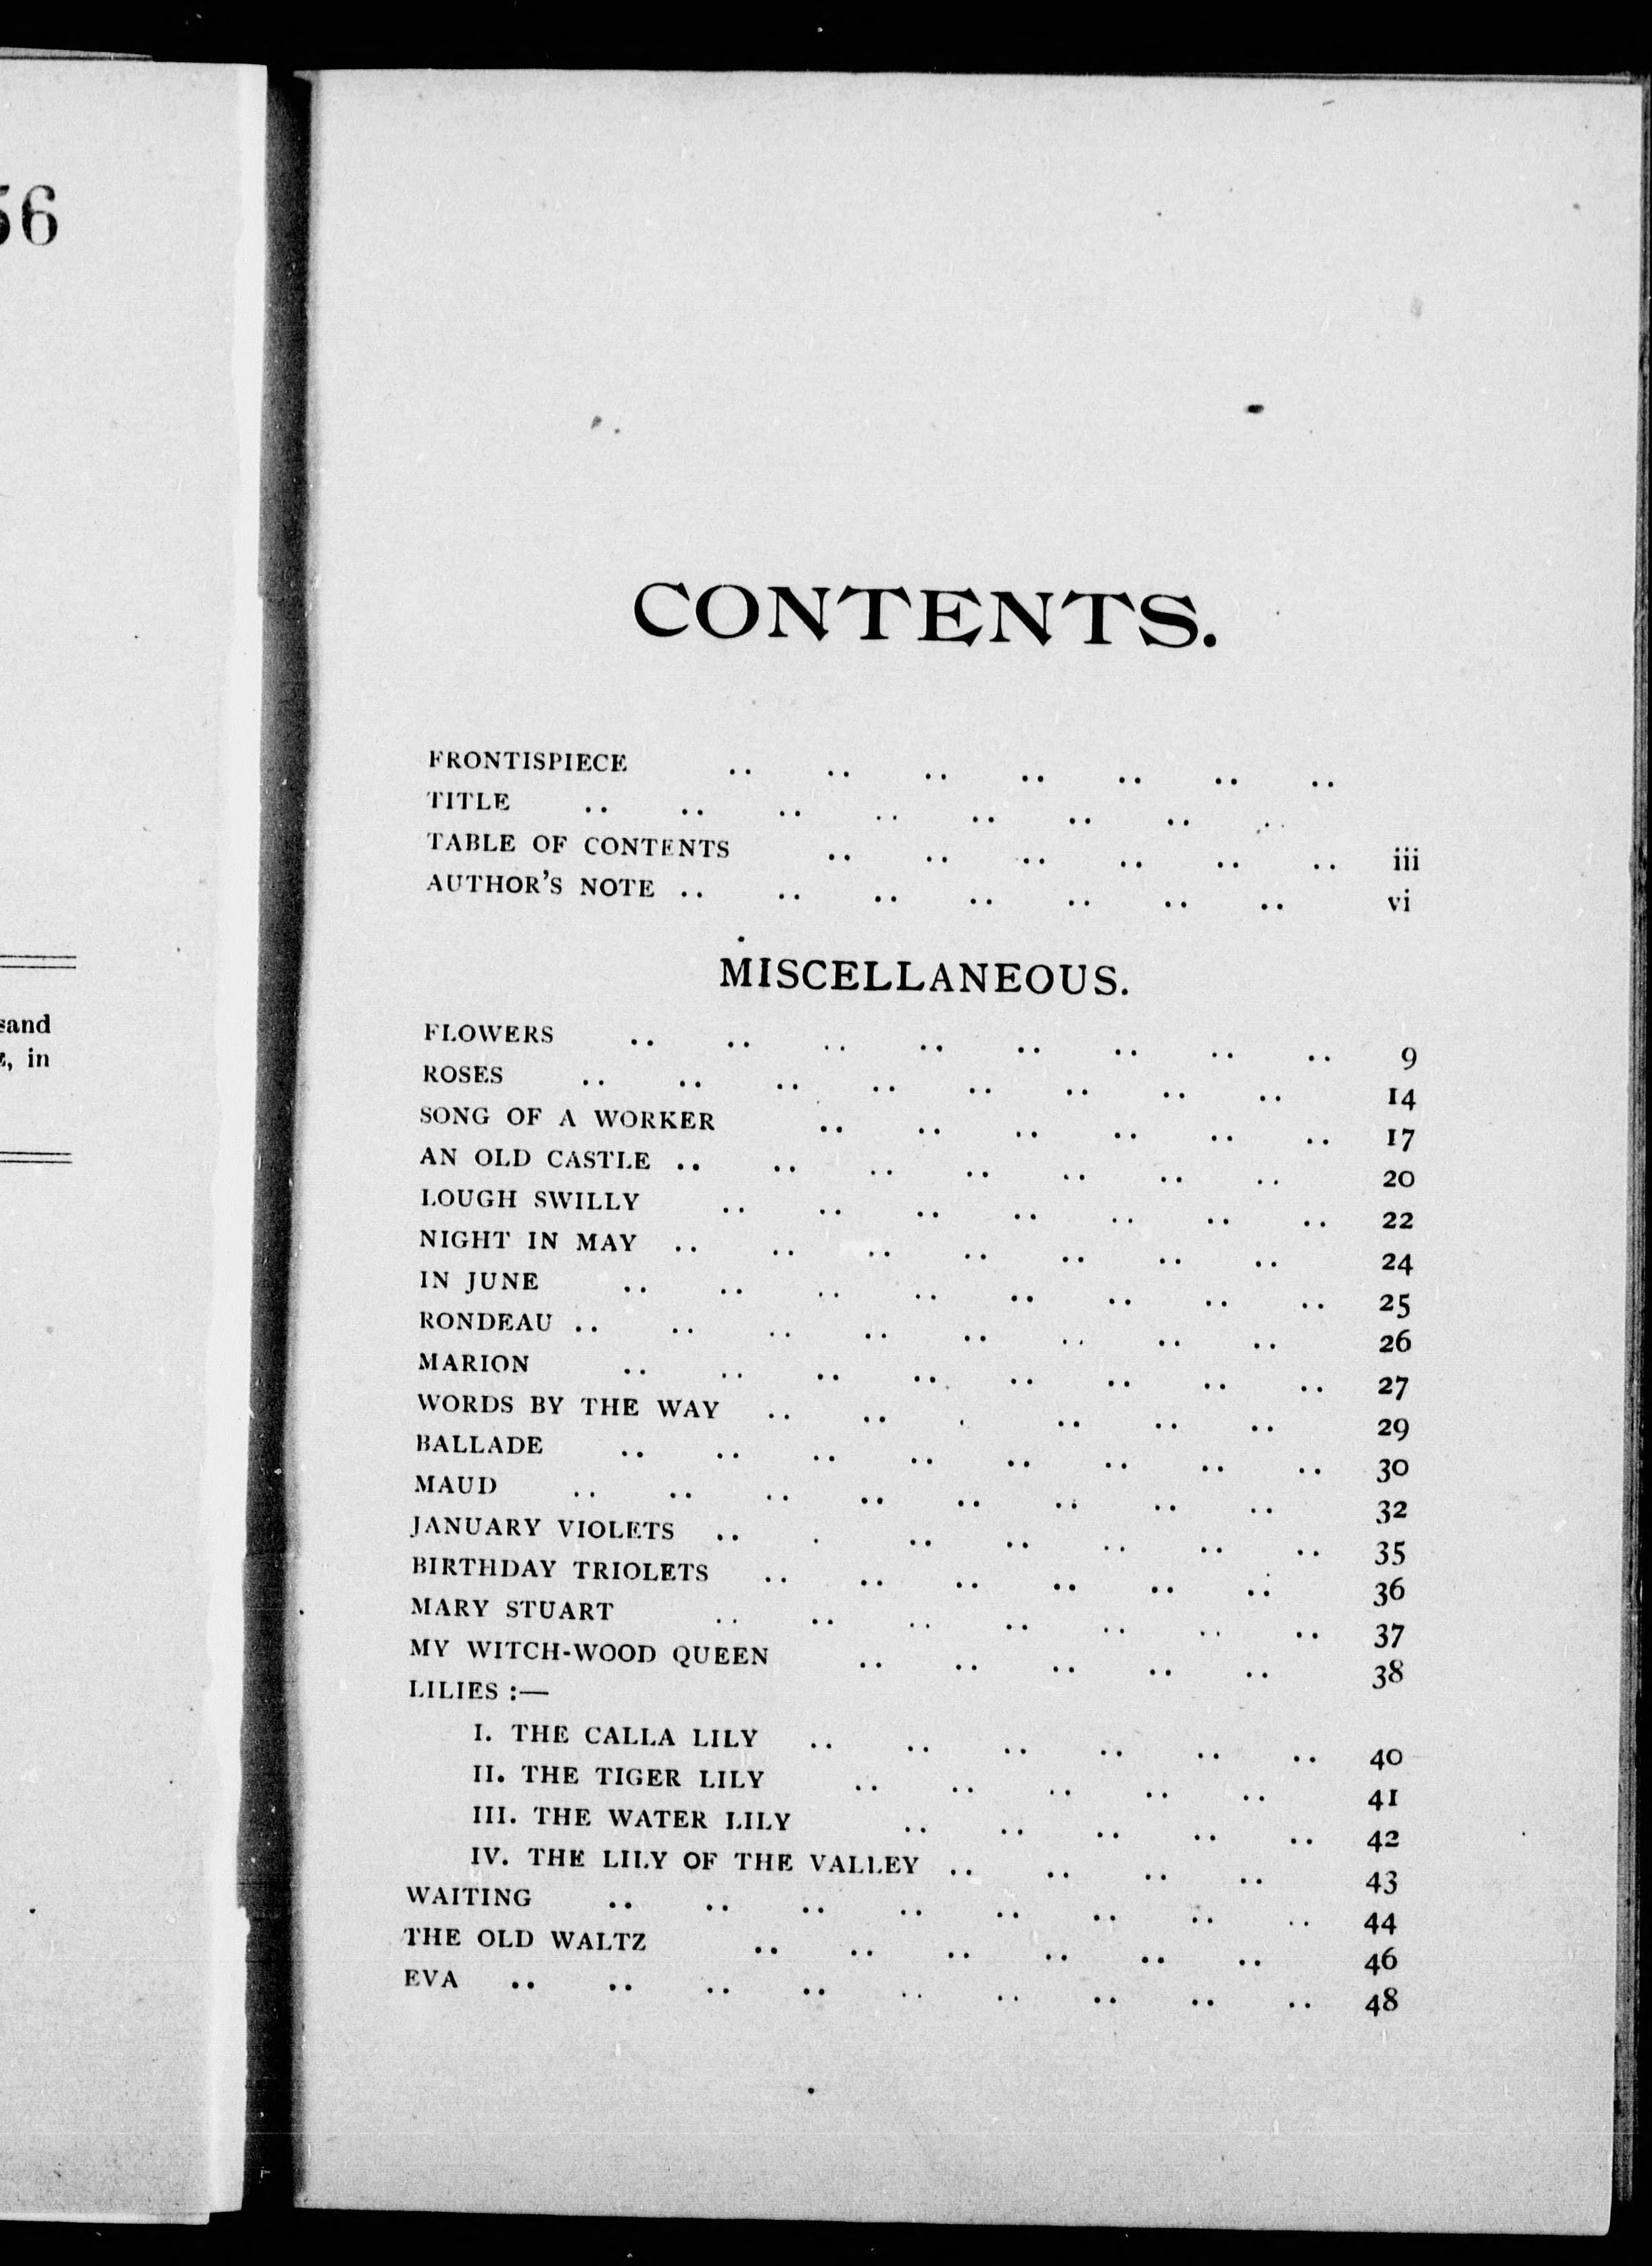 56
sand
in
CONTENTS.
FRONTISPIECE .. .. .. .. .. .. ..
TITLE .. .. .. .. .. .. .. ..
TABLE OF CONTENTS .. .. .. .. .. .. iii
AUTHOR'S NOTE .. .. .. .. .. .. .. vi
MISCELLANEOUS.
FLOWERS .. .. .. .. .. .. .. .. 9
ROSES .. .. .. .. .. .. .. .. 14
SONG OF A WORKER .. .. .. .. .. .. 17
AN OLD CASTLE .. .. .. .. .. .. .. 20
LOUGH SWILLY .. .. .. .. .. .. .. 22
NIGHT IN MAY .. .. .. .. .. .. .. 24
IN JUNE .. .. .. .. .. .. .. .. 25
RONDEAU .. .. .. .. .. .. .. .. 26
MARION .. .. .. .. .. .. .. .. 27
WORDS BY THE WAY .. .. . .. .. .. 29
BALLADE .. .. .. .. .. .. .. .. 30
MAUD .. .. .. .. .. .. .. .. 32
JANUARY VIOLETS .. . .. .. .. .. .. 35
BIRTHDAY TRIOLETS .. .. .. .. .. .. 36
MARY STUART .. .. .. .. .. .. .. 37
MY WITCH-WOOD QUEEN .. .. .. .. .. 38
LILIES :—
I. THE CALLA LILY .. .. .. .. .. .. 40
II. THE TIGER LILY .. .. .. .. .. 41
III. THE WATER LILY .. .. .. .. .. 42
IV. THE LILY OF THE VALLEY .. .. .. .. 43
WAITING .. .. .. .. .. .. .. .. 44
THE OLD WALTZ .. .. .. .. .. .. 46
EVA .. .. .. .. .. .. .. .. .. 48